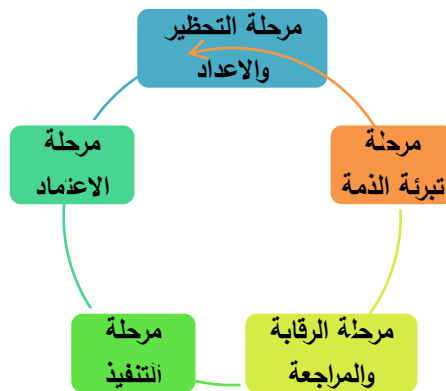 مرحلة التحظير
والاعداد
مرحلة
الاعتماد
مرحلة
التنفيذ
مرحلة الرقابة
والمراجعة
مرحلة
تبرئة الذمة